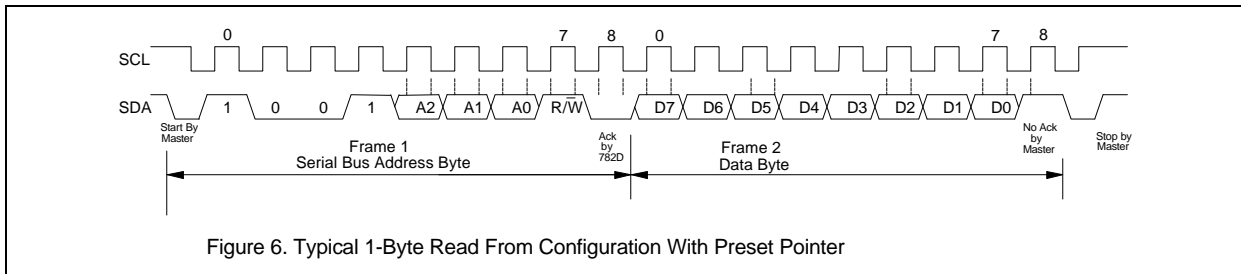 0 7 8 0 7 8
SCL
SDA 1 0 0 1 A2 A1 A0 R/W̅ D7 D6 D5 D4 D3 D2 D1 D0
Start By
Master
Ack
by
782D
No Ack
by
Master
Stop by
Master
Frame 1
Serial Bus Address Byte
Frame 2
Data Byte
Figure 6. Typical 1-Byte Read From Configuration With Preset Pointer